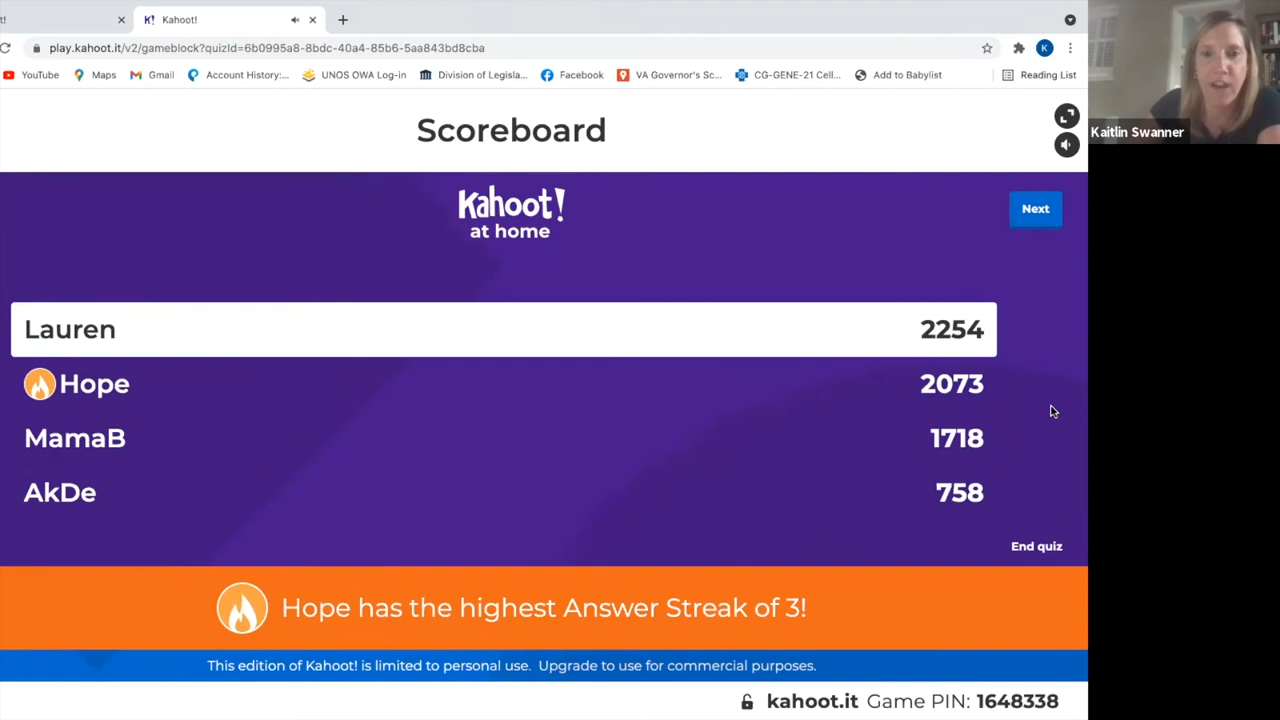 t!
Kahoot!
play.kahoot.it/v2/gameblock?quizId=6b0995a8-8bdc-40a4-85b6-5aa843bd8cba
K
YouTube Maps Gmail Account History:... UNOS OWA Log-in Division of Legisla... Facebook VA Governor's Sc... CG-GENE-21 Cell... Add to Babylist Reading List
Kaitlin Swanner
Scoreboard
Kahoot!
at home
Next
Lauren 2254
Hope 2073
MamaB 1718
AkDe 758
End quiz
Hope has the highest Answer Streak of 3!
This edition of Kahoot! is limited to personal use. Upgrade to use for commercial purposes.
kahoot.it Game PIN: 1648338